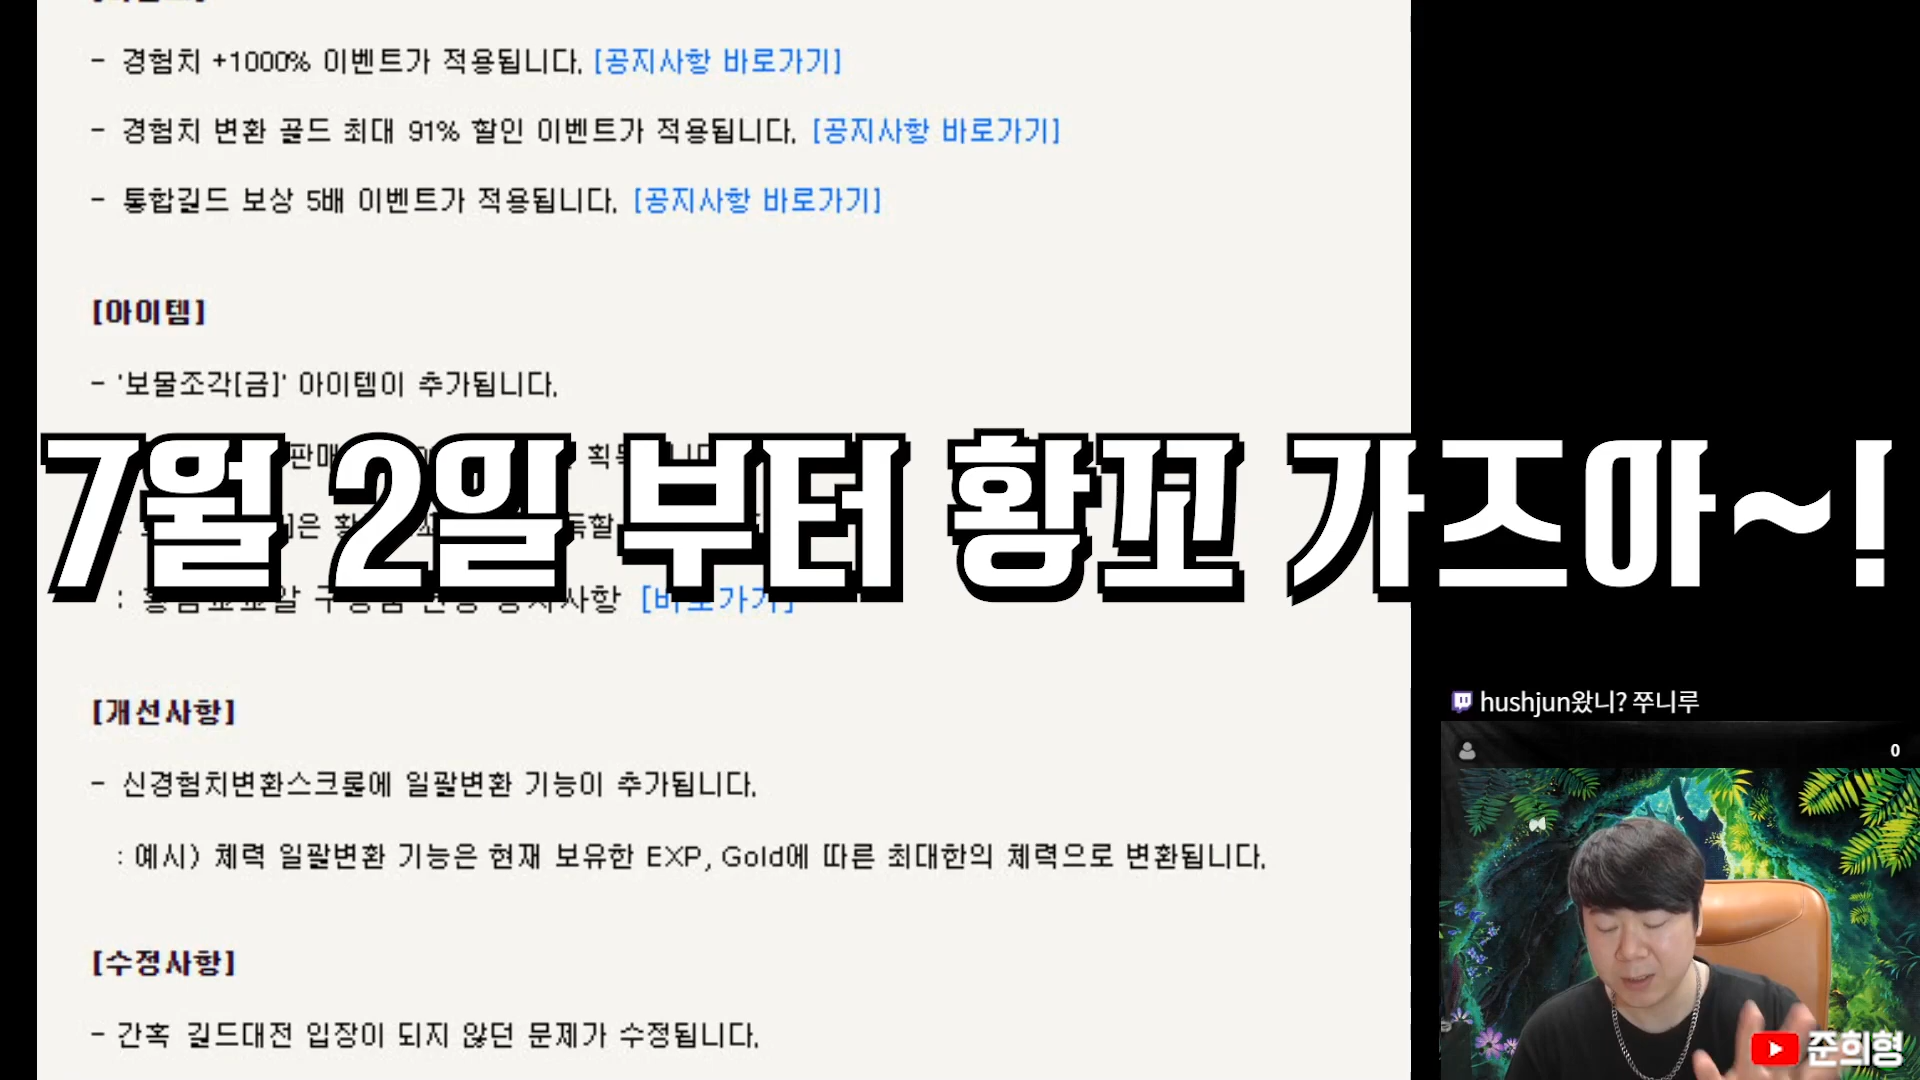 - 경험치 +1000% 이벤트가 적용됩니다. [공지사항 바로가기]
- 경험치 변환 골드 최대 91% 할인 이벤트가 적용됩니다. [공지사항 바로가기]
- 통합길드 보상 5배 이벤트가 적용됩니다. [공지사항 바로가기]
[아이템]
- '보물조각[금]' 아이템이 추가됩니다.
7월 2일 부터 황꼬 가즈아~!
[바로가기]
[개선사항]
- 신경험치변환스크롤에 일괄변환 기능이 추가됩니다.
: 예시) 체력 일괄변환 기능은 현재 보유한 EXP, Gold에 따른 최대한의 체력으로 변환됩니다.
[수정사항]
- 간혹 길드대전 입장이 되지 않던 문제가 수정됩니다.
hushjun왔니? 쭈니루
0
준희형